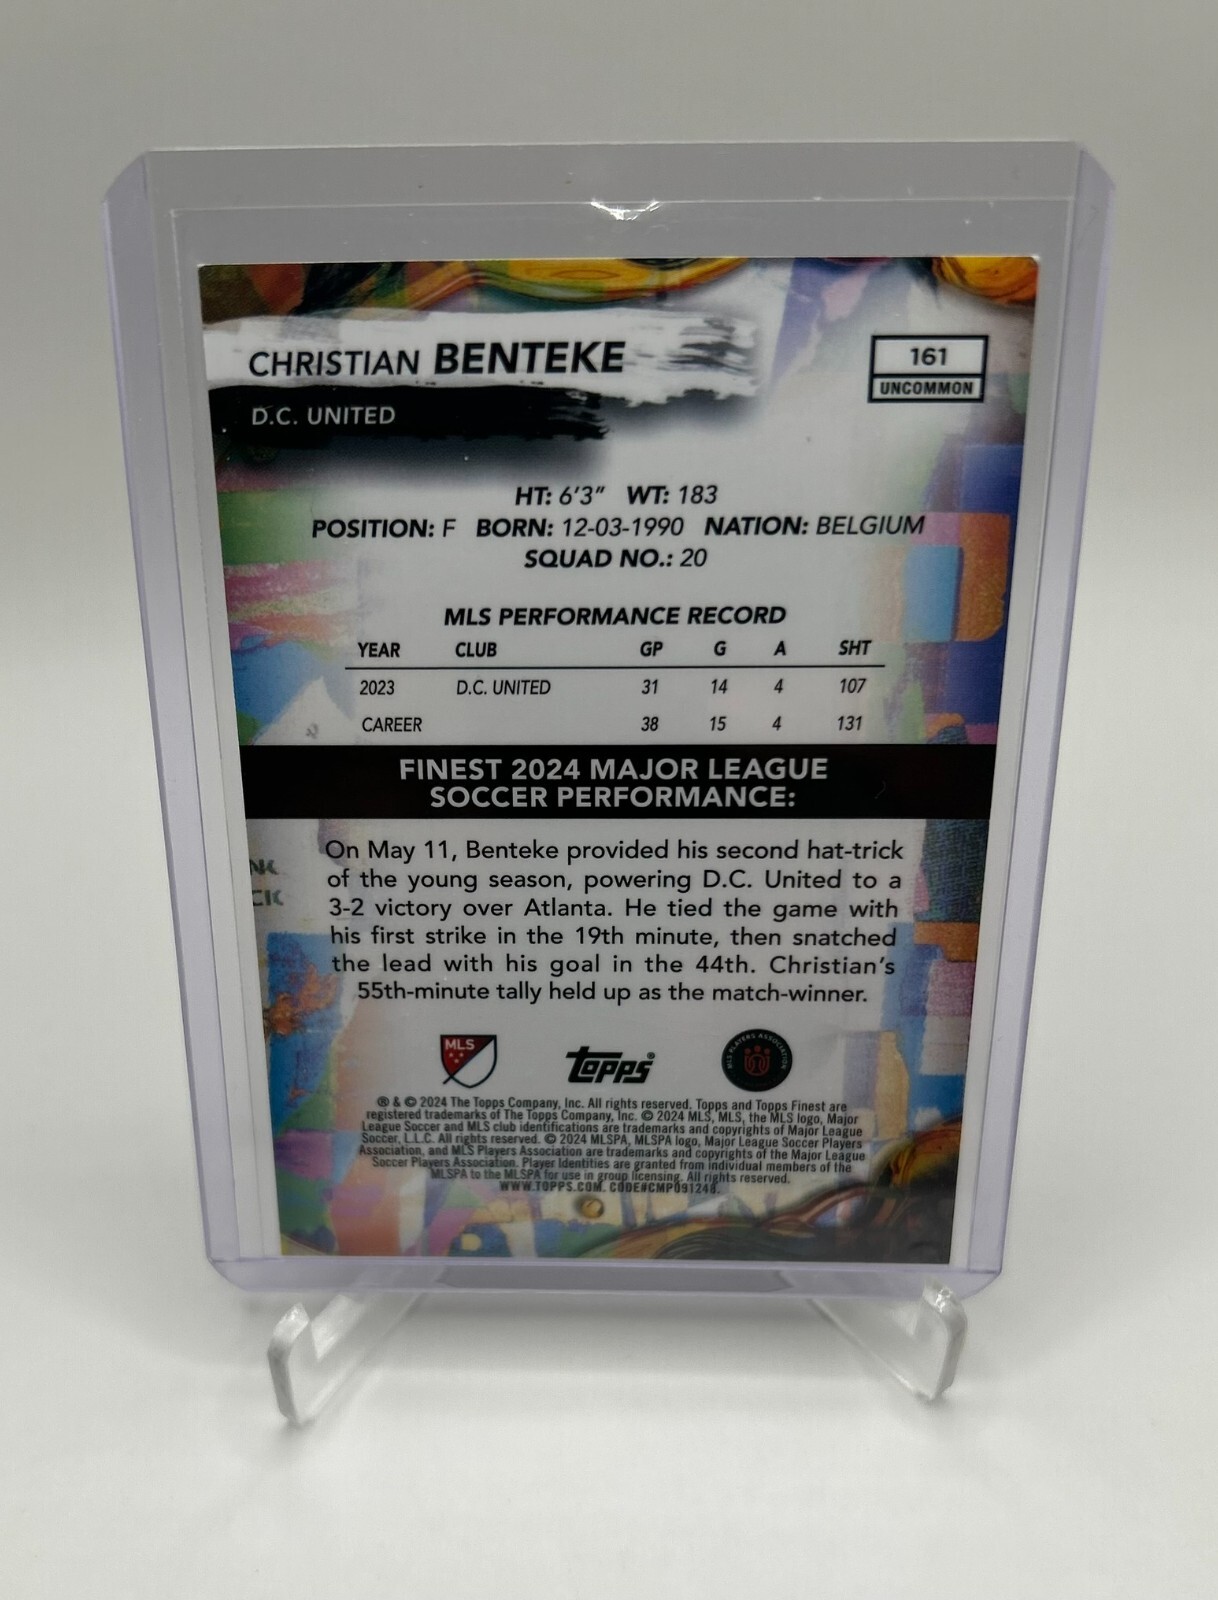 CHRISTIAN BENTEKE
D.C. UNITED
161
UNCOMMON
HT: 6'3" WT: 183
POSITION: F BORN: 12-03-1990 NATION: BELGIUM
SQUAD NO.: 20
MLS PERFORMANCE RECORD
YEAR CLUB GP G A SHT
2023 D.C. UNITED 31 14 4 107
CAREER 38 15 4 131
FINEST 2024 MAJOR LEAGUE
SOCCER PERFORMANCE:
On May 11, Benteke provided his second hat-trick
of the young season, powering D.C. United to a
3-2 victory over Atlanta. He tied the game with
his first strike in the 19th minute, then snatched
the lead with his goal in the 44th. Christian's
55th-minute tally held up as the match-winner.
MLS
topps®
MLS PLAYERS ASSOCIATION
® & © 2024 The Topps Company, Inc. All rights reserved. Topps and Topps Finest are
registered trademarks of The Topps Company, Inc. © 2024 MLS, MLS, the MLS logo, Major
League Soccer and MLS club identifications are trademarks and copyrights of Major League
Soccer, L.L.C. All rights reserved. © 2024 MLSPA, MLSPA logo, Major League Soccer Players
Association, and MLS Players Association are trademarks and copyrights of the Major League
Soccer Players Association. Player Identities are granted from individual members of the
MLSPA to the MLSPA for use in group licensing. All rights reserved.
WWW.TOPPS.COM. CODE#CMP091248.